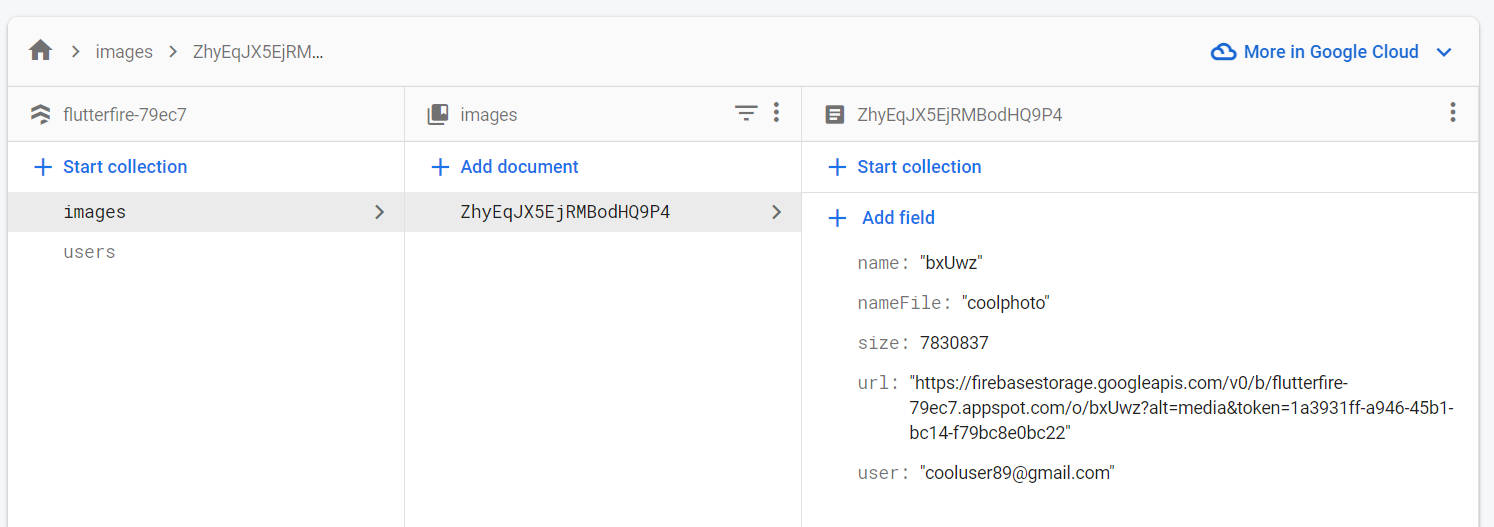 images
ZhyEqJX5EjRM...
More in Google Cloud
flutterfire-79ec7
images
ZhyEqJX5EjRMBodHQ9P4
Start collection
Add document
Start collection
images
ZhyEqJX5EjRMBodHQ9P4
users
Add field
name: "bxUwz"
nameFile: "coolphoto"
size: 7830837
url: "https://firebasestorage.googleapis.com/v0/b/flutterfire-
79ec7.appspot.com/o/bxUwz?alt=media&token=1a3931ff-a946-45b1-
bc14-f79bc8e0bc22"
user: "cooluser89@gmail.com"